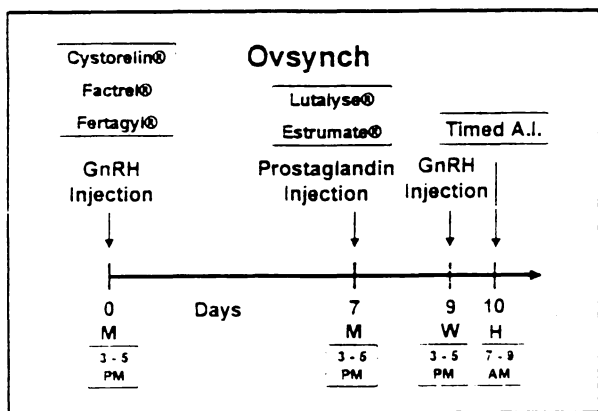 Ovsynch
Cystorelin®
Factrel®
Fertagyl®
Lutalyse®
Estrumate®
Timed A.I.
GnRH
Injection
Prostaglandin
Injection
GnRH
Injection
0 Days 7 9 10
M M W H
3 - 5 3 - 5 3 - 5 7 - 9
PM PM PM AM